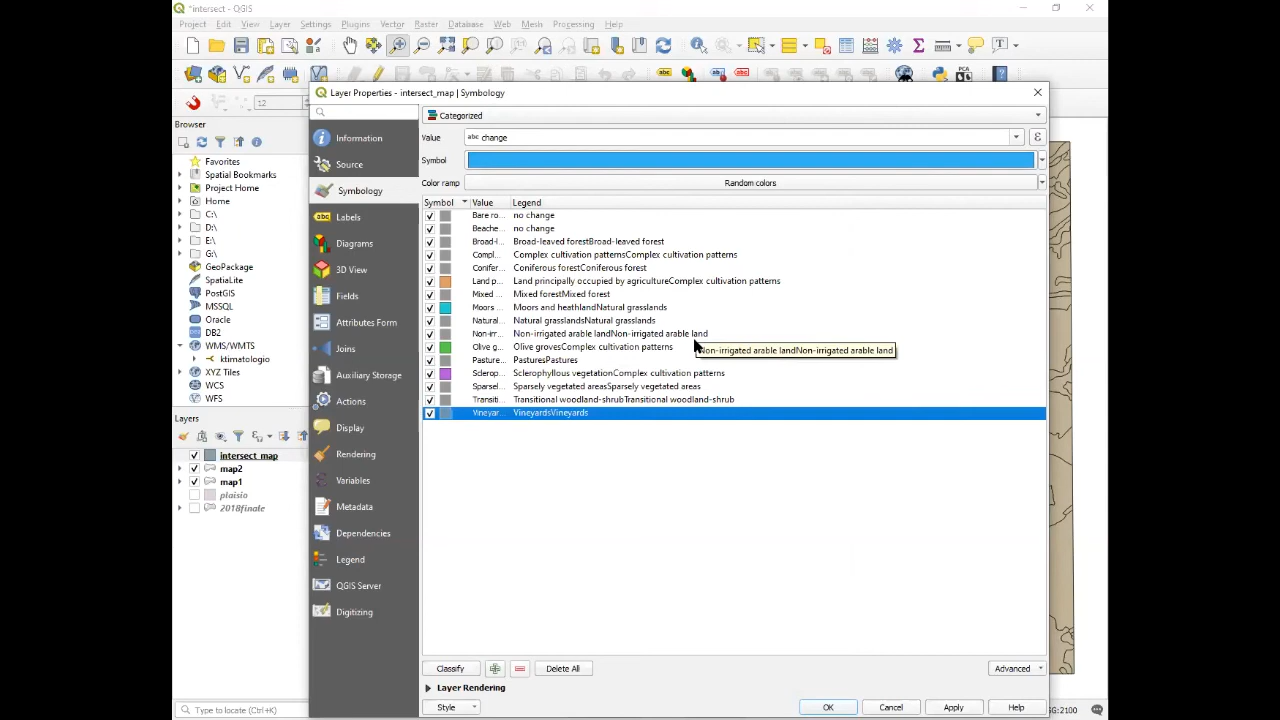 *intersect - QGIS
Project Edit View Layer Settings Plugins Vector Raster Database Web Mesh Processing Help
12
Browser
Favorites
Spatial Bookmarks
Project Home
Home
C:\
D:\
E:\
G:\
GeoPackage
SpatiaLite
PostGIS
MSSQL
Oracle
DB2
WMS/WMTS
ktimatologio
XYZ Tiles
WCS
WFS
Layers
intersect_map
map2
map1
plaisio
2018finale
Type to locate (Ctrl+K)
Layer Properties - intersect_map | Symbology
Information
Source
Symbology
Labels
Diagrams
3D View
Fields
Attributes Form
Joins
Auxiliary Storage
Actions
Display
Rendering
Variables
Metadata
Dependencies
Legend
QGIS Server
Digitizing
Categorized
Value abc change
Symbol
Color ramp Random colors
Symbol Value Legend
Bare ro... no change
Beache... no change
Broad-l... Broad-leaved forestBroad-leaved forest
Compl... Complex cultivation patternsComplex cultivation patterns
Conifer... Coniferous forestConiferous forest
Land p... Land principally occupied by agricultureComplex cultivation patterns
Mixed ... Mixed forestMixed forest
Moors ... Moors and heathlandNatural grasslands
Natural... Natural grasslandsNatural grasslands
Non-irr... Non-irrigated arable landNon-irrigated arable land
Olive g... Olive grovesComplex cultivation patterns
Non-irrigated arable landNon-irrigated arable land
Pasture... PasturesPastures
Sclerop... Sclerophyllous vegetationComplex cultivation patterns
Sparsel... Sparsely vegetated areasSparsely vegetated areas
Transiti... Transitional woodland-shrubTransitional woodland-shrub
Vineyar... VineyardsVineyards
Classify Delete All Advanced
Layer Rendering
Style OK Cancel Apply Help
GG:2100